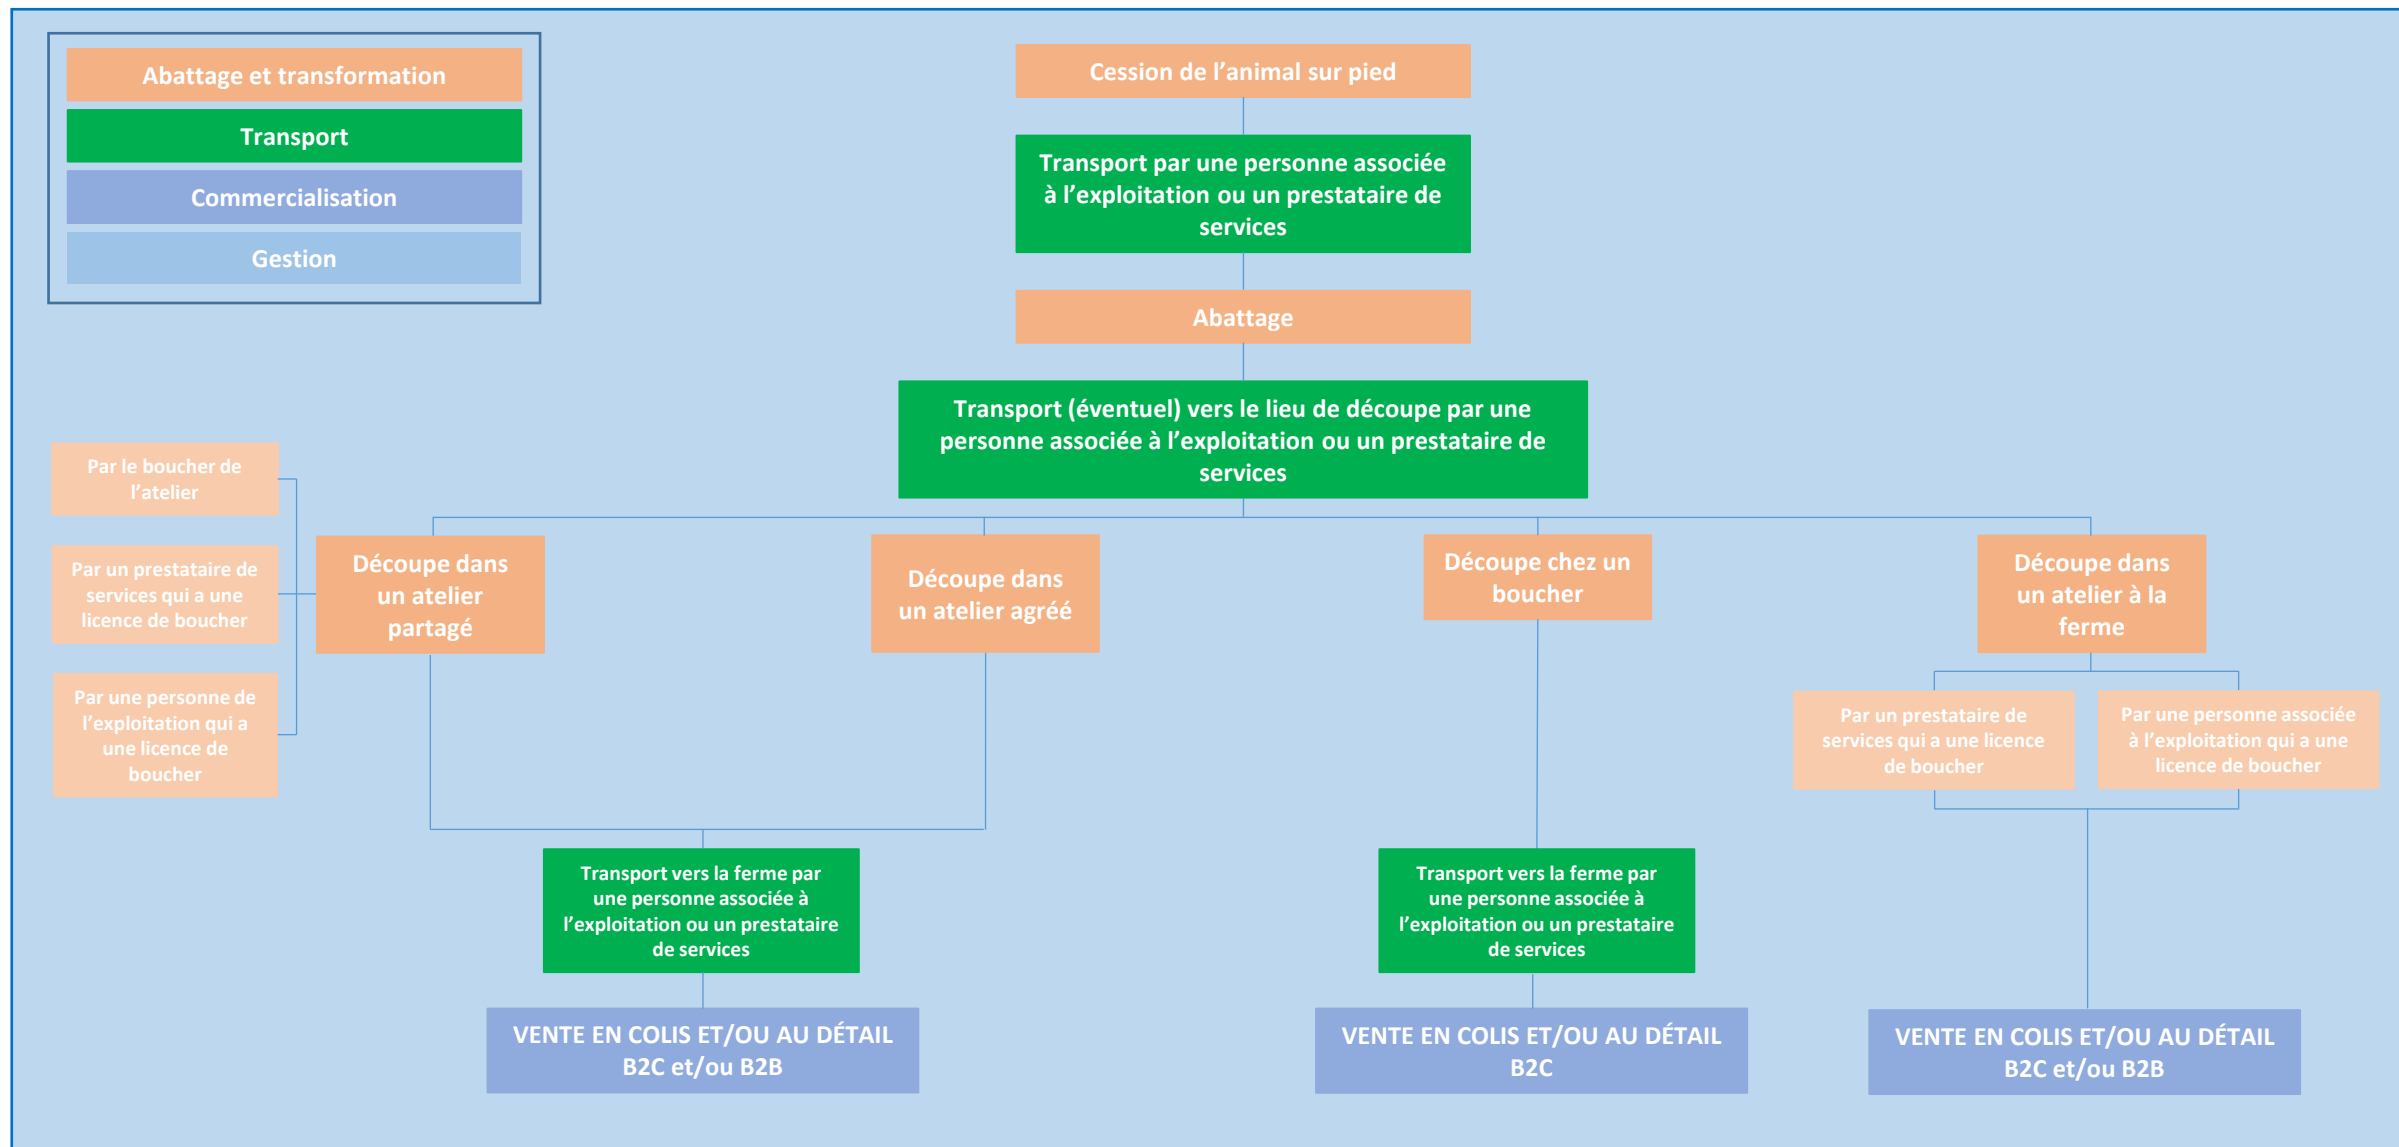 Abattage et transformation
Transport
Commercialisation
Gestion
Cession de l’animal sur pied
Transport par une personne associée
à l’exploitation ou un prestataire de
services
Abattage
Transport (éventuel) vers le lieu de découpe par une
personne associée à l’exploitation ou un prestataire de
services
Par le boucher de
l’atelier
Par un prestataire de
services qui a une
licence de boucher
Par une personne de
l’exploitation qui a
une licence de
boucher
Découpe dans
un atelier
partagé
Découpe dans
un atelier agréé
Découpe chez un
boucher
Découpe dans
un atelier à la
ferme
Par un prestataire de
services qui a une licence
de boucher
Par une personne associée
à l’exploitation qui a une
licence de boucher
Transport vers la ferme par
une personne associée à
l’exploitation ou un prestataire
de services
Transport vers la ferme par
une personne associée à
l’exploitation ou un prestataire
de services
VENTE EN COLIS ET/OU AU DÉTAIL
B2C et/ou B2B
VENTE EN COLIS ET/OU AU DÉTAIL
B2C
VENTE EN COLIS ET/OU AU DÉTAIL
B2C et/ou B2B